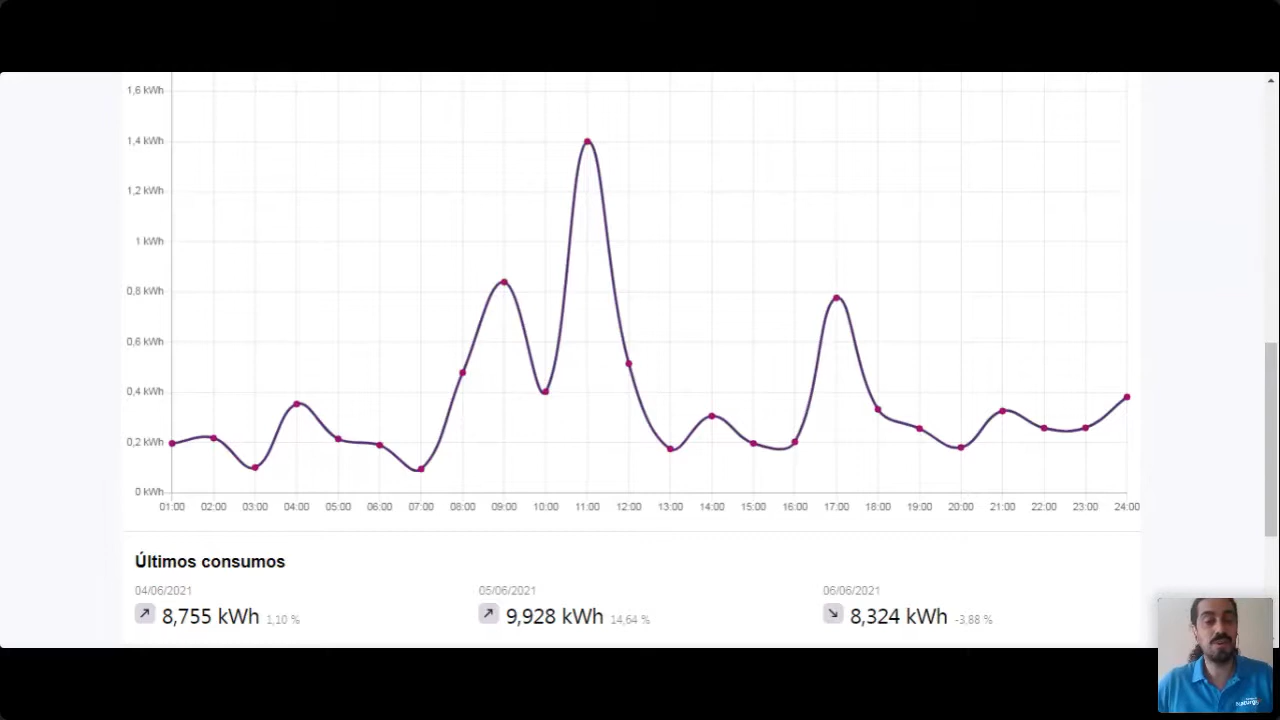 1,6 kWh
1,4 kWh
1,2 kWh
1 kWh
0,8 kWh
0,6 kWh
0,4 kWh
0,2 kWh
0 kWh
01:00 02:00 03:00 04:00 05:00 06:00 07:00 08:00 09:00 10:00 11:00 12:00 13:00 14:00 15:00 16:00 17:00 18:00 19:00 20:00 21:00 22:00 23:00 24:00
Últimos consumos
04/06/2021 05/06/2021 06/06/2021
8,755 kWh 1,10 % 9,928 kWh 14,64 % 8,324 kWh -3,88 %